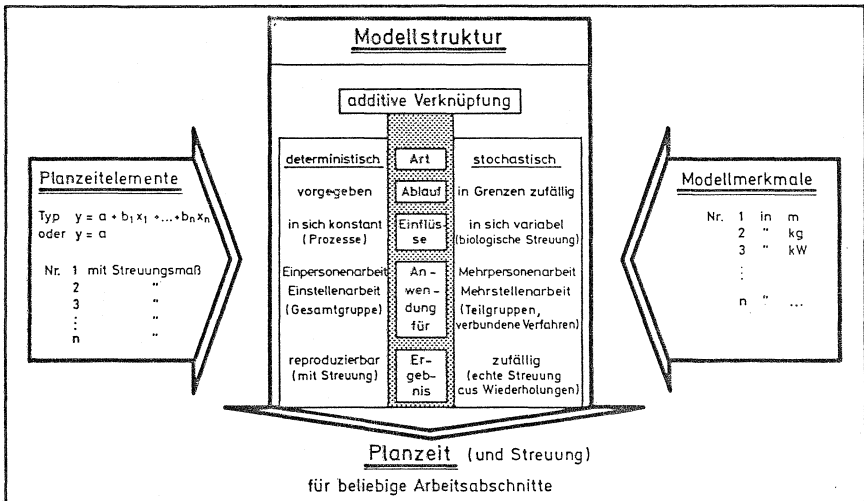 Modellstruktur
additive Verknüpfung
Planzeitelemente
Typ y = a + b1x1 + ...+bnxn
oder y = a
Nr. 1 mit Streuungsmaß
2 "
3 "
⋮ "
n "
deterministisch Art stochastisch
vorgegeben Ablauf in Grenzen zufällig
in sich konstant Einflüs- in sich variabel
(Prozesse) se (biologische Streuung)
Einpersonenarbeit An- Mehrpersonenarbeit
Einstellenarbeit wen- Mehrstellenarbeit
(Gesamtgruppe) dung (Teilgruppen,
für verbundene Verfahren)
reproduzierbar Er- zufällig
(mit Streuung) geb- (echte Streuung
nis aus Wiederholungen)
Modellmerkmale
Nr. 1 in m
2 " kg
3 " kW
⋮
n " ...
Planzeit (und Streuung)
für beliebige Arbeitsabschnitte